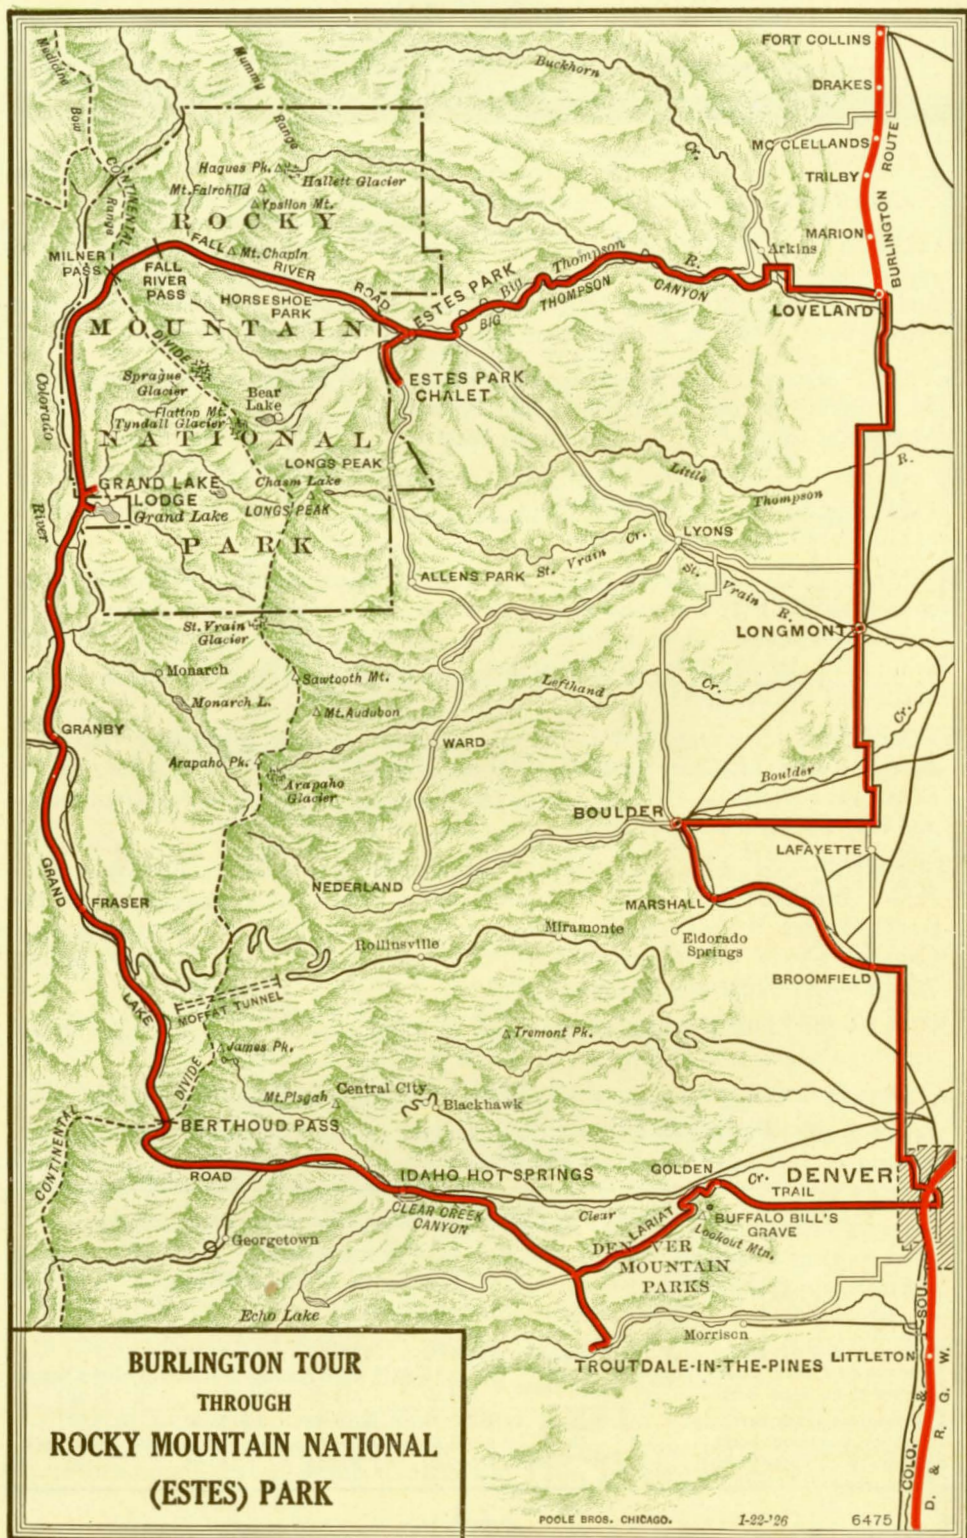 FORT COLLINS
DRAKES
MC CLELLANDS
TRILBY
MARION
BURLINGTON ROUTE
LOVELAND
Arkins
Buckhorn
Cr.
Medicine
Bow
Range
Mummy
Range
CONTINENTAL
DIVIDE
Hagues Pk.
Hallett Glacier
Mt. Fairchild
Ypsilon Mt.
ROCKY
MOUNTAIN
NATIONAL
PARK
MILNER
PASS
FALL
RIVER
PASS
FALL
RIVER
ROAD
Mt. Chapin
HORSESHOE
PARK
ESTES PARK
Big
Thompson
R.
BIG
THOMPSON
CANYON
ESTES PARK
CHALET
Sprague
Glacier
Bear
Lake
Flattop Mt.
Tyndall Glacier
LONGS PEAK
Chasm Lake
LONGS PEAK
Colorado
River
GRAND LAKE
LODGE
Grand Lake
Little
Thompson
R.
LYONS
St. Vrain
Cr.
St.
Vrain
R.
ALLENS PARK
LONGMONT
St. Vrain
Glacier
Monarch
Monarch L.
Sawtooth Mt.
Mt. Audubon
Lefthand
Cr.
GRANBY
Arapaho Pk.
Arapaho
Glacier
WARD
Boulder
Cr.
BOULDER
LAFAYETTE
NEDERLAND
GRAND
FRASER
LAKE
MARSHALL
Eldorado
Springs
BROOMFIELD
Rollinsville
Miramonte
MOFFAT TUNNEL
Tremont Pk.
James Pk.
DIVIDE
CONTINENTAL
Mt. Pisgah
Central City
Blackhawk
BERTHOUD PASS
ROAD
IDAHO HOT SPRINGS
CLEAR CREEK
CANYON
Clear
Cr.
GOLDEN
DENVER
LARIAT
TRAIL
BUFFALO BILL'S
GRAVE
Lookout Mtn.
DENVER
MOUNTAIN
PARKS
Georgetown
Echo Lake
Morrison
TROUTDALE-IN-THE-PINES
LITTLETON
COLO. & SOU.
D. & R. G. W.
BURLINGTON TOUR
THROUGH
ROCKY MOUNTAIN NATIONAL
(ESTES) PARK
POOLE BROS. CHICAGO.
1-22-'26
6475